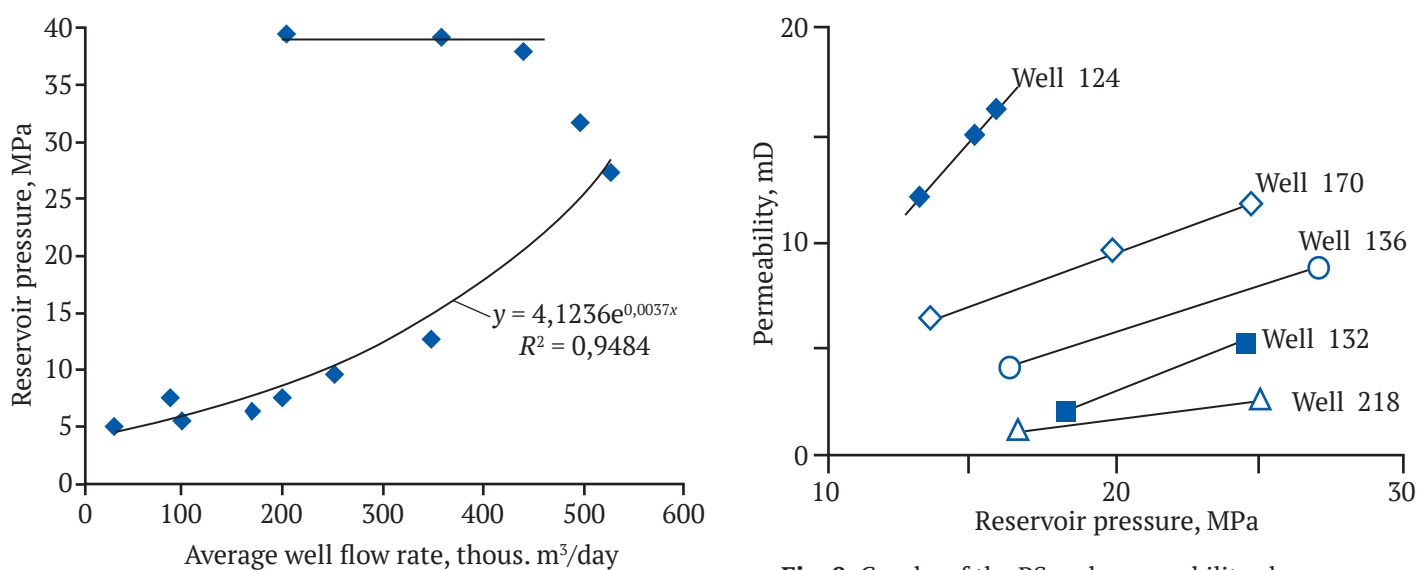 40
35
30
25
20
15
10
5
0
Reservoir pressure, MPa
y = 4,1236e^0,0037x
R² = 0,9484
0 100 200 300 400 500 600
Average well flow rate, thous. m³/day
20
10
0
Permeability, mD
Well 124
Well 170
Well 136
Well 132
Well 218
10 20 30
Reservoir pressure, MPa